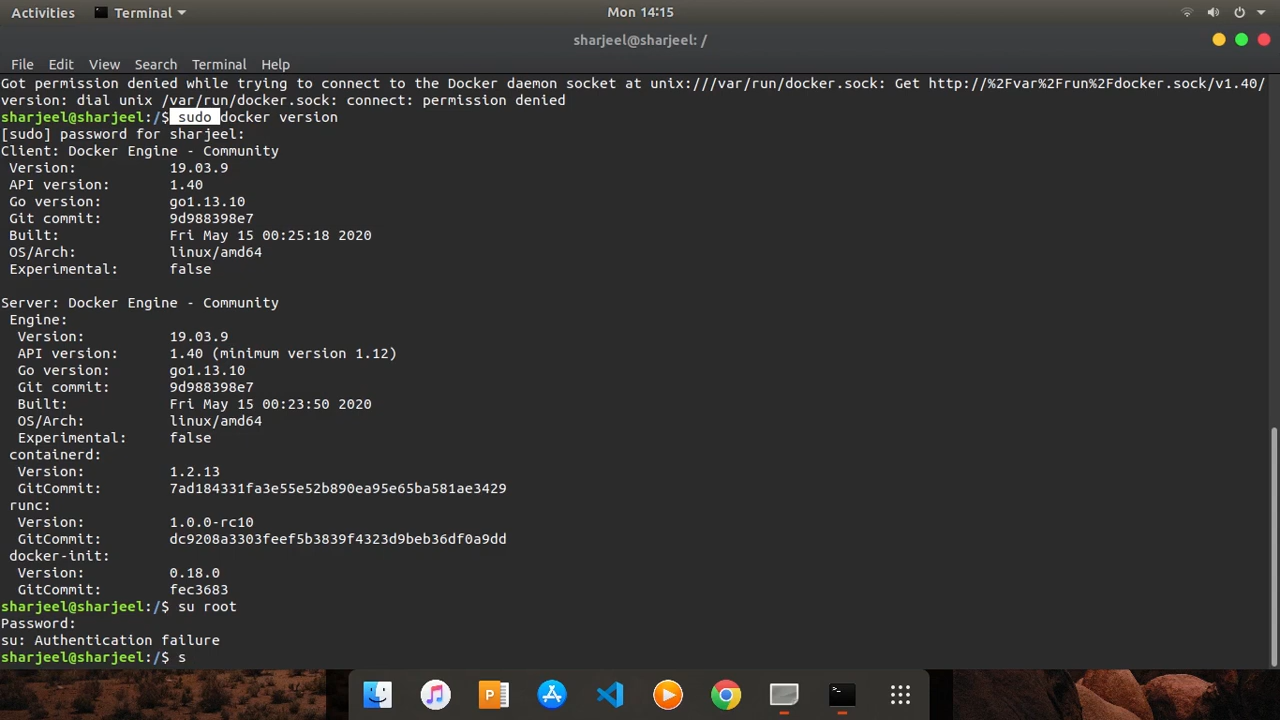 Activities Terminal Mon 14:15
sharjeel@sharjeel: /
File Edit View Search Terminal Help
Got permission denied while trying to connect to the Docker daemon socket at unix:///var/run/docker.sock: Get http://%2Fvar%2Frun%2Fdocker.sock/v1.40/
version: dial unix /var/run/docker.sock: connect: permission denied
sharjeel@sharjeel:/$ sudo docker version
[sudo] password for sharjeel:
Client: Docker Engine - Community
Version: 19.03.9
API version: 1.40
Go version: go1.13.10
Git commit: 9d988398e7
Built: Fri May 15 00:25:18 2020
OS/Arch: linux/amd64
Experimental: false
Server: Docker Engine - Community
Engine:
Version: 19.03.9
API version: 1.40 (minimum version 1.12)
Go version: go1.13.10
Git commit: 9d988398e7
Built: Fri May 15 00:23:50 2020
OS/Arch: linux/amd64
Experimental: false
containerd:
Version: 1.2.13
GitCommit: 7ad184331fa3e55e52b890ea95e65ba581ae3429
runc:
Version: 1.0.0-rc10
GitCommit: dc9208a3303feef5b3839f4323d9beb36df0a9dd
docker-init:
Version: 0.18.0
GitCommit: fec3683
sharjeel@sharjeel:/$ su root
Password:
su: Authentication failure
sharjeel@sharjeel:/$ s